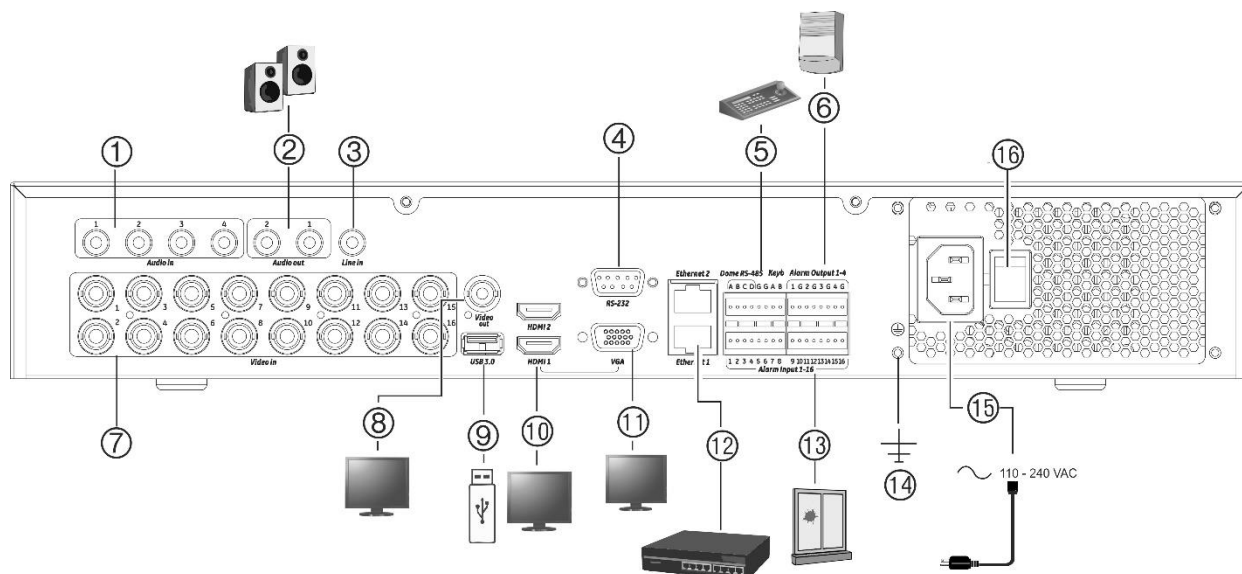 ⑥
④
⑤
① ② ③ ⑯
1 2 3 4 2 1
Audio in Audio out Line in
Ethernet 2 Dome RS-485 Keyb Alarm Output 1-4
A B C D G G A B 1 G 2 G 3 G 4 G
RS-232
1 3 5 7 9 11 13 15
Video out
HDMI 2
2 4 6 8 10 12 14 16
Video in
USB 3.0 HDMI 1 VGA Ethernet 1
1 2 3 4 5 6 7 8 9 10 11 12 13 14 15 16
Alarm Input 1-16
⑮
⑦ ⑧ ⑨ ⑩ ⑪ ⑫ ⑬
110 - 240 VAC
⑭